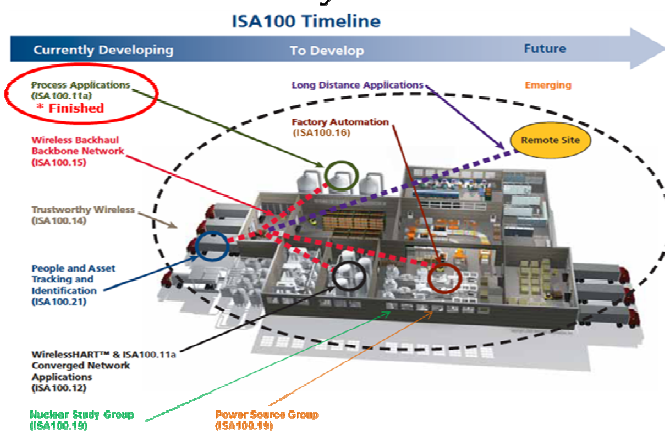 ISA100 Timeline
Currently Developing
To Develop
Future
Process Applications
(ISA100.11a)
* Finished
Long Distance Applications
Emerging
Factory Automation
(ISA100.16)
Remote Site
Wireless Backhaul
Backbone Network
(ISA100.15)
Trustworthy Wireless
(ISA100.14)
People and Asset
Tracking and
Identification
(ISA100.21)
WirelessHART™ & ISA100.11a
Converged Network
Applications
(ISA100.12)
Nuclear Study Group
(ISA100.19)
Power Source Group
(ISA100.19)